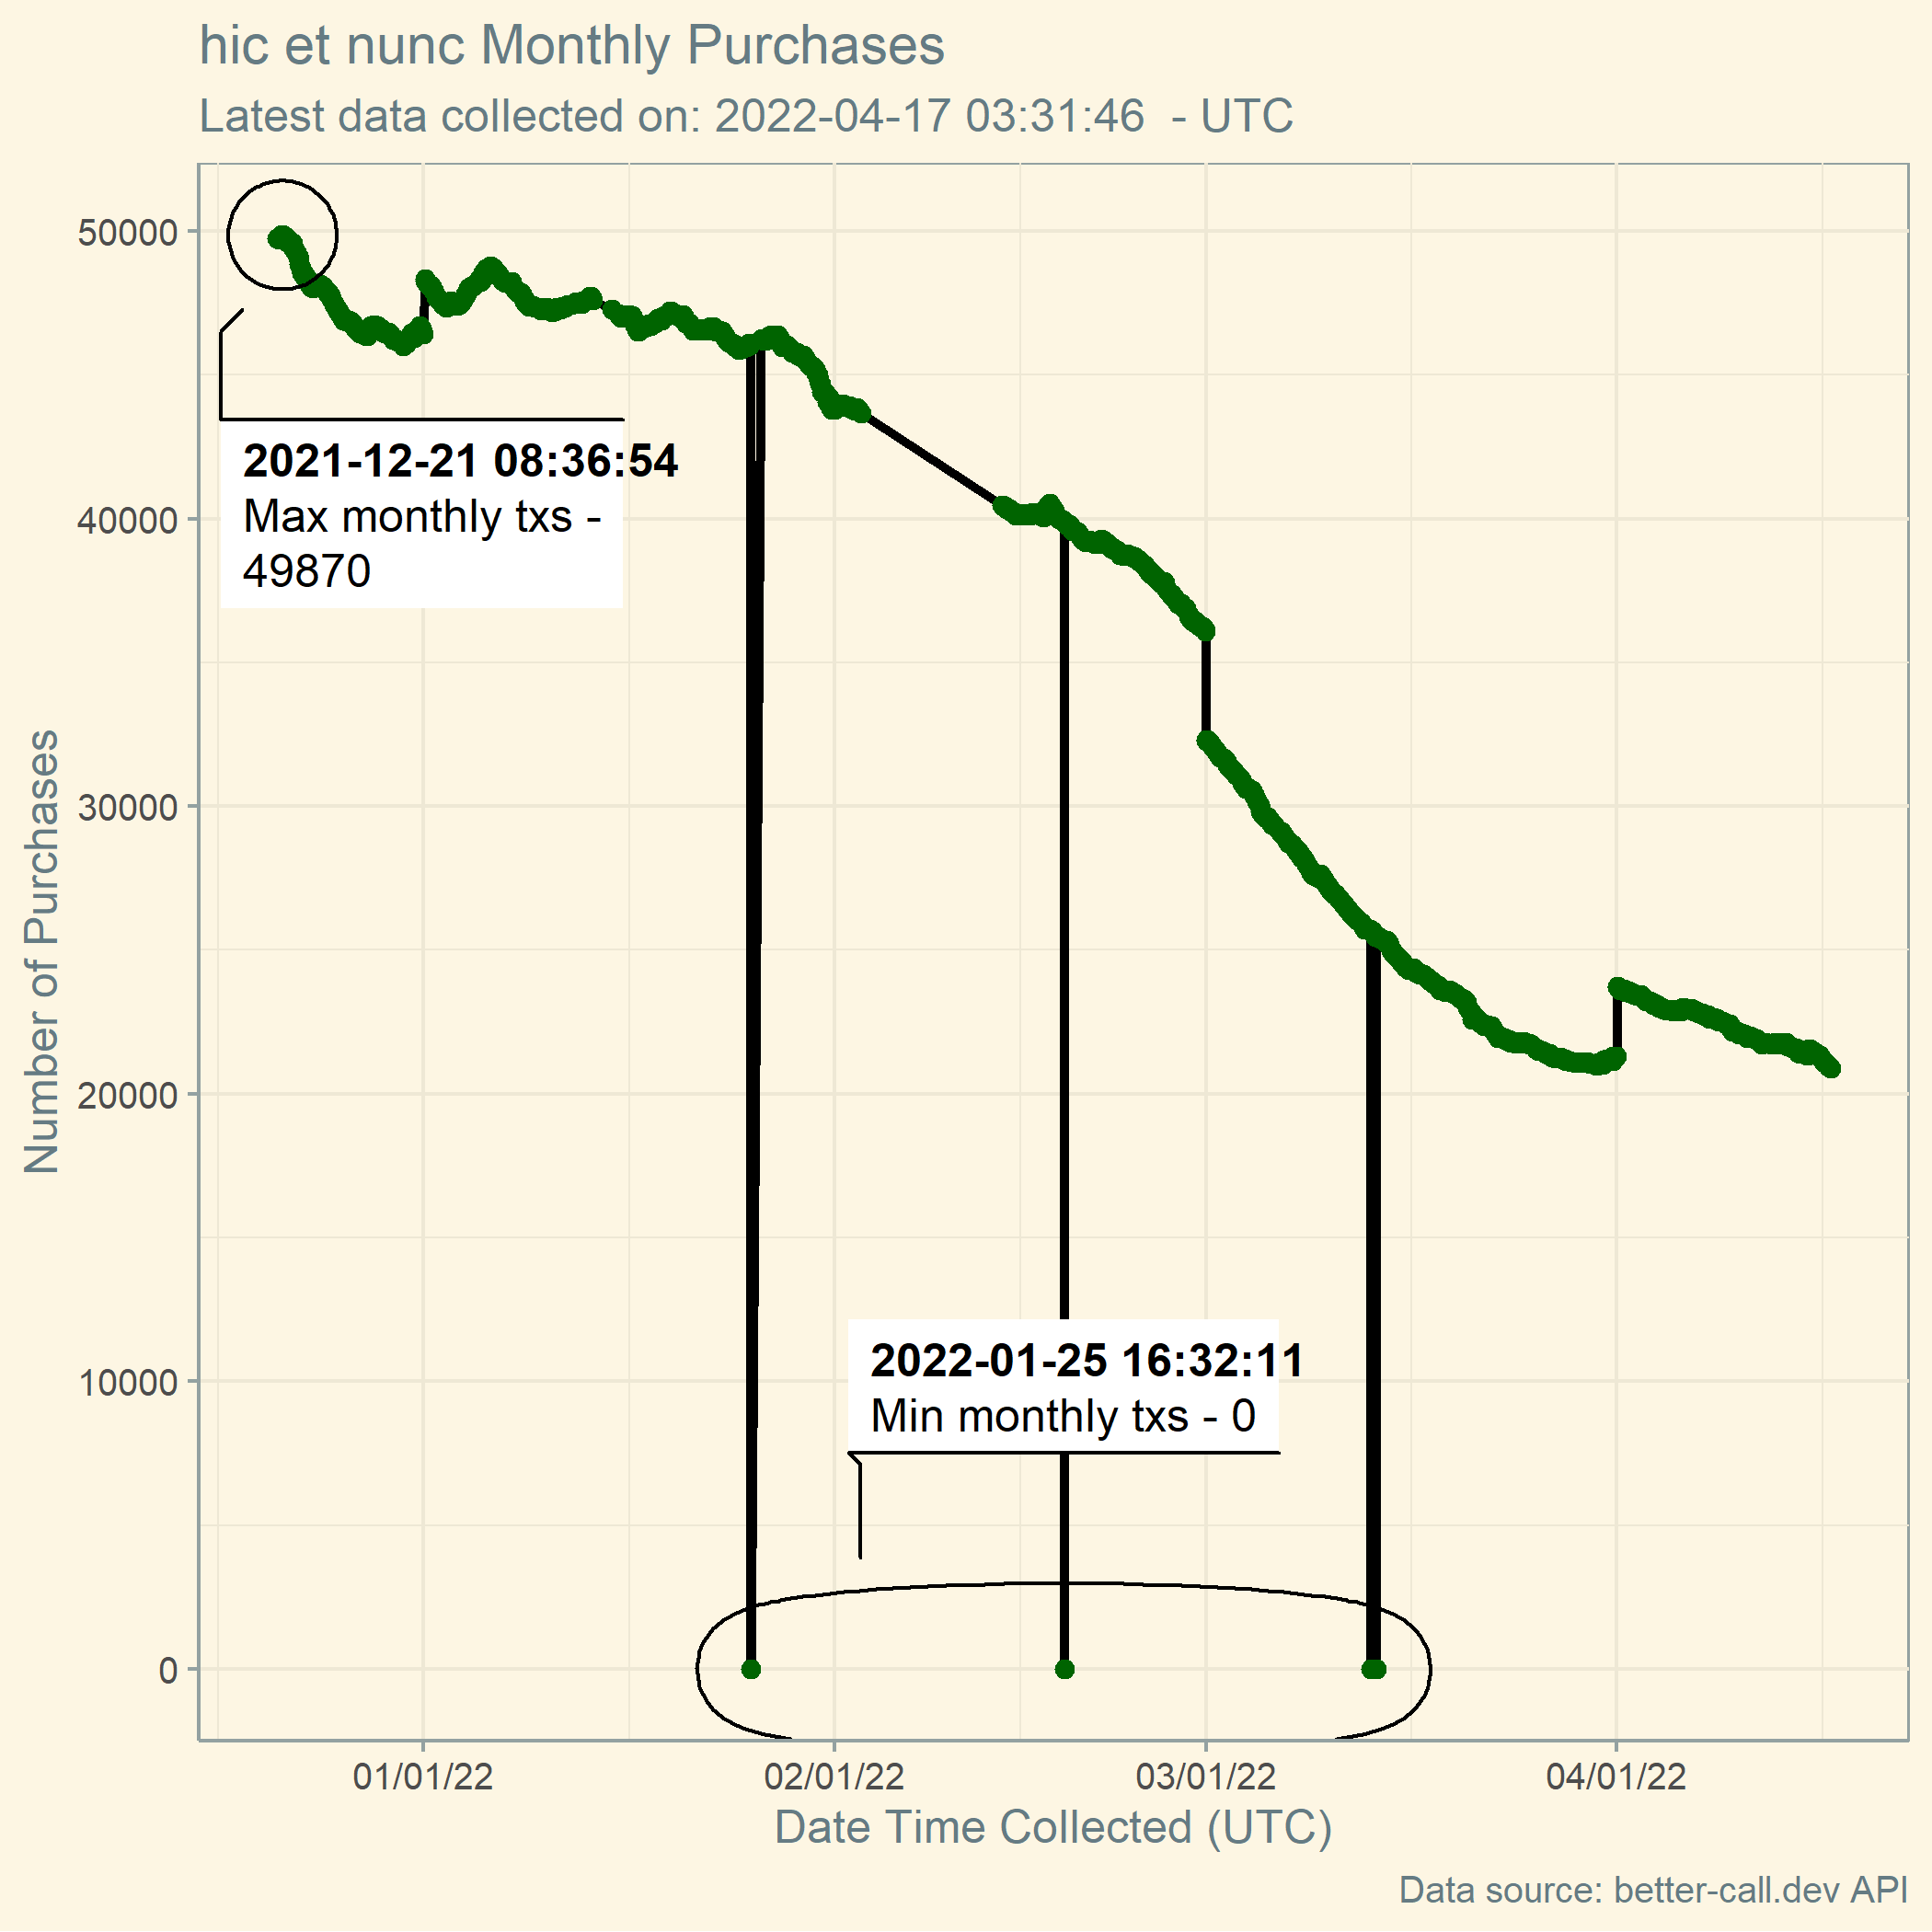 hic et nunc Monthly Purchases
Latest data collected on: 2022-04-17 03:31:46  - UTC
Number of Purchases
50000
40000
30000
20000
10000
0
2021-12-21 08:36:54
Max monthly txs -
49870
2022-01-25 16:32:11
Min monthly txs - 0
01/01/22
02/01/22
03/01/22
04/01/22
Date Time Collected (UTC)
Data source: better-call.dev API